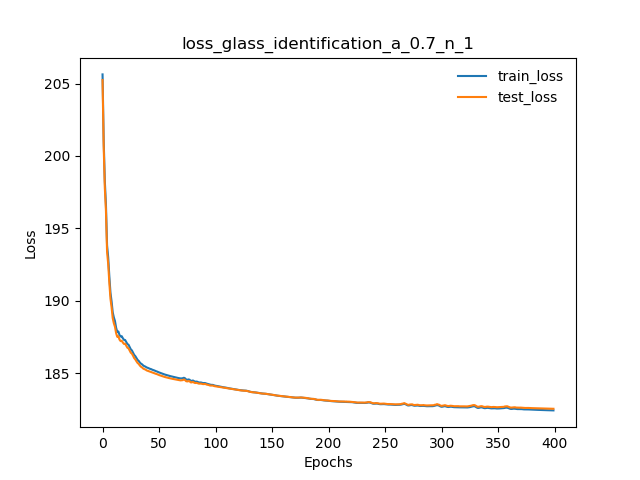 loss_glass_identification_a_0.7_n_1
train_loss
test_loss
205
200
195
190
185
Loss
0 50 100 150 200 250 300 350 400
Epochs